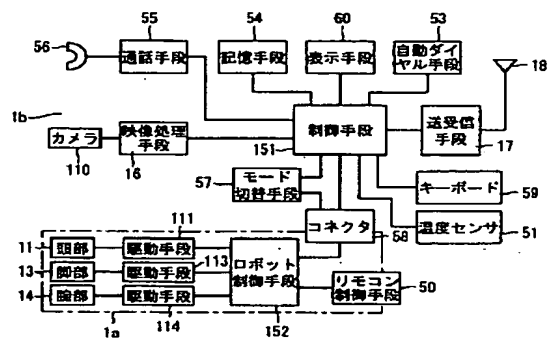 55
54
60
53
56
通話手段
記憶手段
表示手段
自動ダイ
ヤル手段
18
1b
カメラ
110
映像処理
手段
16
制御手段
151
送受信
手段
17
モード
切替手段
57
キーボード
59
コネクタ
58
温度センサ
51
111
11
頭部
駆動手段
113
13
脚部
駆動手段
14
腕部
駆動手段
114
ロボット
制御手段
152
リモコン
制御手段
50
1a